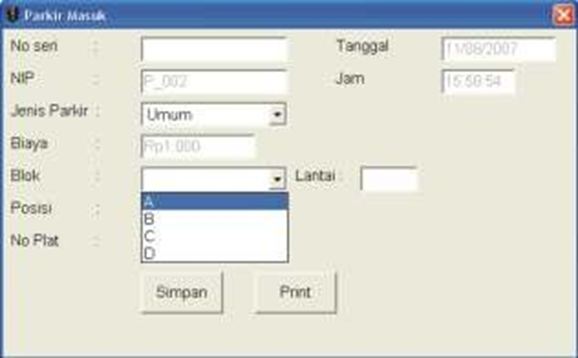 Parkir Masuk
No seri : Tanggal 11/08/2007
NIP : P_002 Jam 15:58:54
Jenis Parkir : Umum
Biaya : Rp1.000
Blok : Lantai :
A
Posisi :
B
C
No Plat :
D
Simpan Print